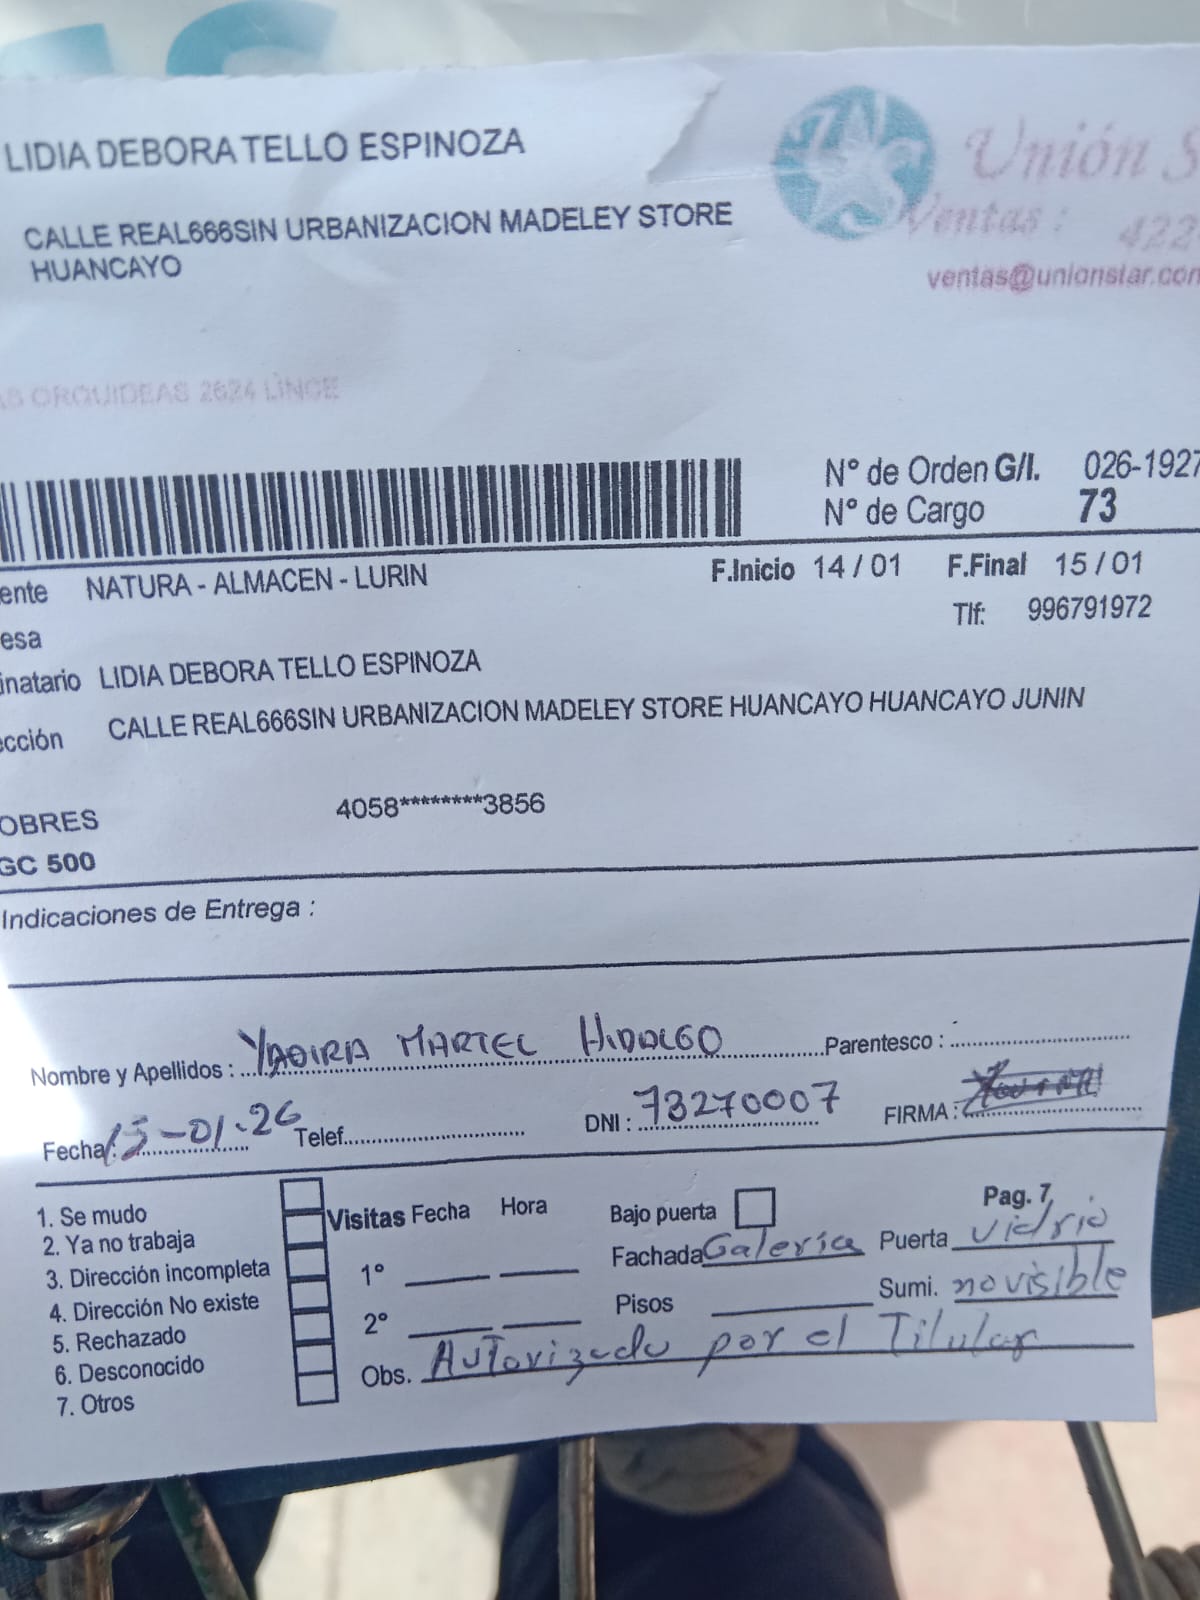 LIDIA DEBORA TELLO ESPINOZA
CALLE REAL666SIN URBANIZACION MADELEY STORE
HUANCAYO
Unión S
Ventas : 422
ventas@unionstar.com
AS ORQUIDEAS 2624 LINCE
N° de Orden G/I. 026-1927
N° de Cargo 73
ente NATURA - ALMACEN - LURIN
F.Inicio 14 / 01 F.Final 15 / 01
esa Tlf: 996791972
inatario LIDIA DEBORA TELLO ESPINOZA
ección CALLE REAL666SIN URBANIZACION MADELEY STORE HUANCAYO HUANCAYO JUNIN
OBRES 4058********3856
GC 500
Indicaciones de Entrega :
Nombre y Apellidos : YADIRA MARTEL HIDALGO Parentesco :
Fecha: 15-01-26 Telef. DNI : 73270007 FIRMA :
1. Se mudo
2. Ya no trabaja
3. Dirección incompleta
4. Dirección No existe
5. Rechazado
6. Desconocido
7. Otros
Visitas Fecha Hora
1°
2°
Bajo puerta Pag. 7
Fachada Galeria Puerta vidrio
Pisos Sumi. no visible
Obs. Autorizado por el Titular